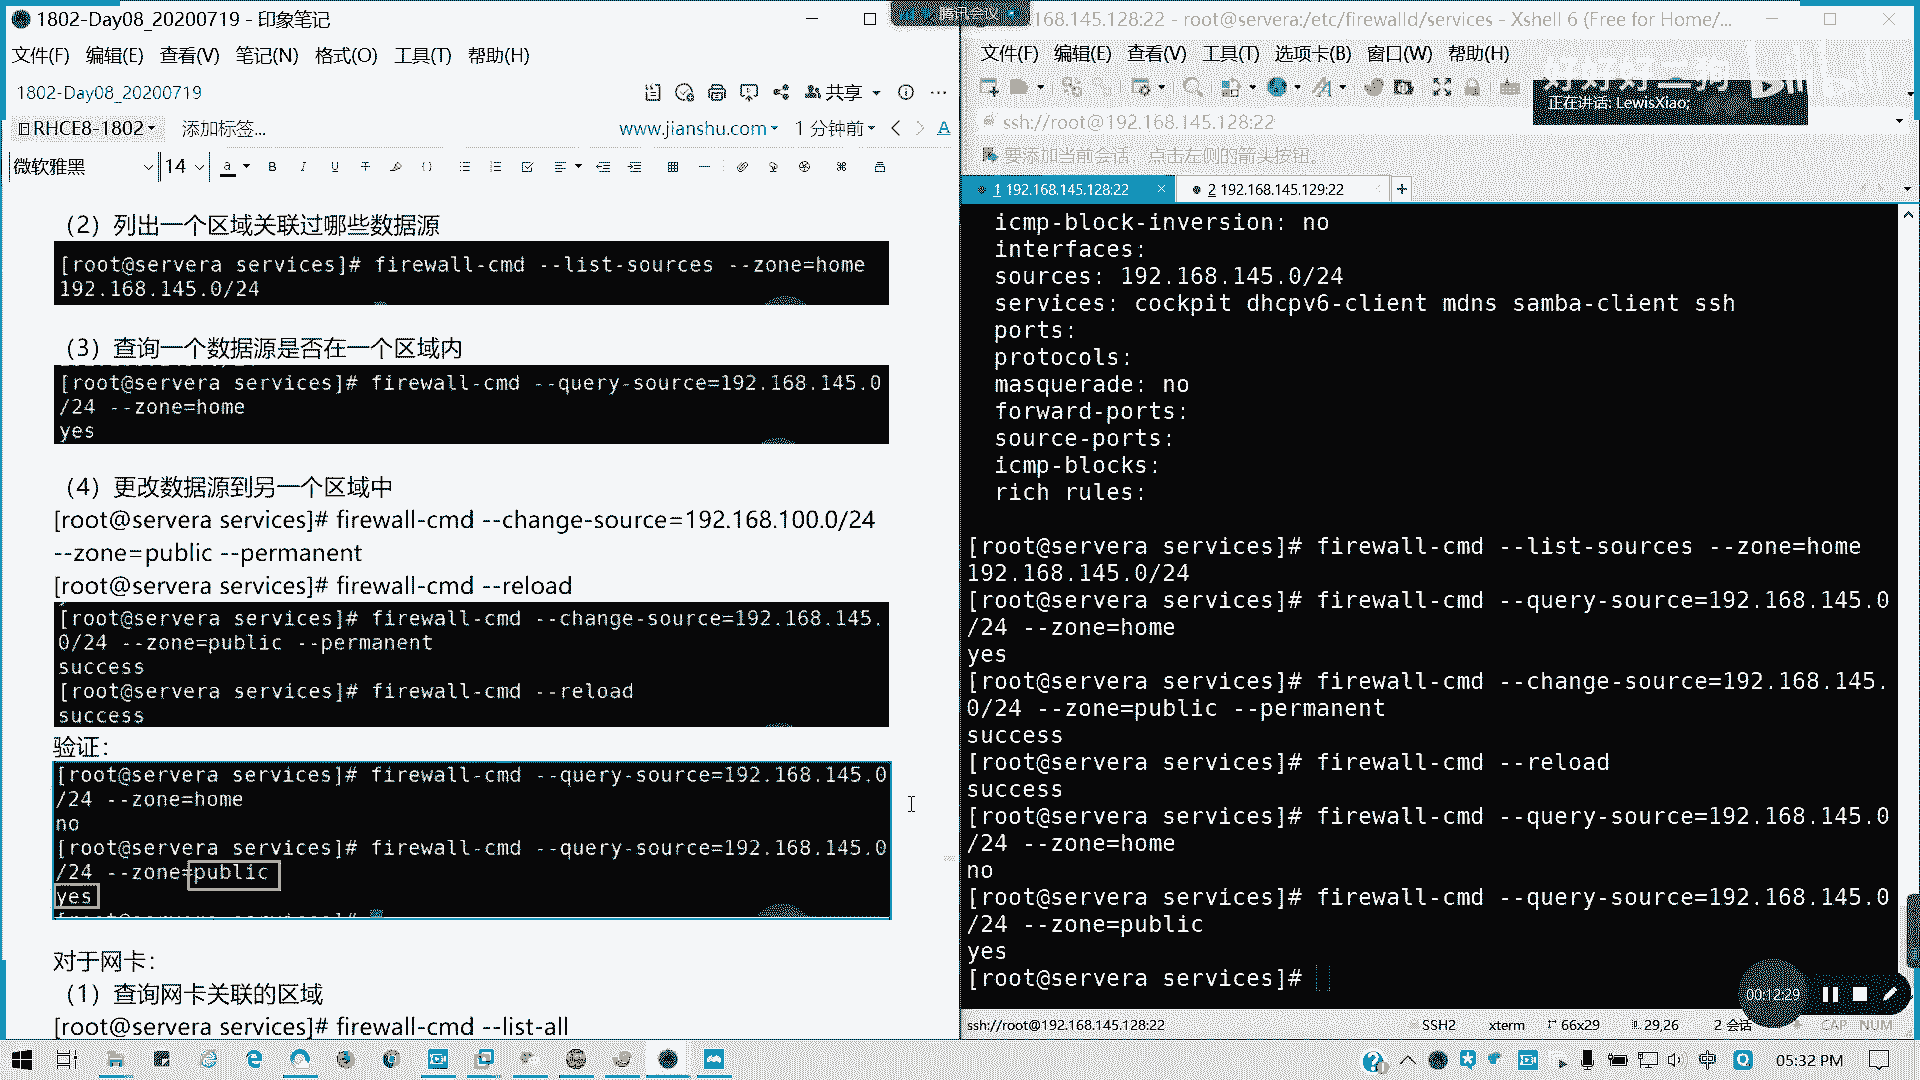 1802-Day08_20200719 - 印象笔记
文件(F) 编辑(E) 查看(V) 笔记(N) 格式(O) 工具(T) 帮助(H)
1802-Day08_20200719
共享
RHCE8-1802
添加标签...
www.jianshu.com
1 分钟前
微软雅黑
14
（2）列出一个区域关联过哪些数据源
[root@servera services]# firewall-cmd --list-sources --zone=home
192.168.145.0/24
（3）查询一个数据源是否在一个区域内
[root@servera services]# firewall-cmd --query-source=192.168.145.0
/24 --zone=home
yes
（4）更改数据源到另一个区域中
[root@servera services]# firewall-cmd --change-source=192.168.100.0/24
--zone=public --permanent
[root@servera services]# firewall-cmd --reload
[root@servera services]# firewall-cmd --change-source=192.168.145.
0/24 --zone=public --permanent
success
[root@servera services]# firewall-cmd --reload
success
验证：
[root@servera services]# firewall-cmd --query-source=192.168.145.0
/24 --zone=home
no
[root@servera services]# firewall-cmd --query-source=192.168.145.0
/24 --zone=public
yes
对于网卡：
（1）查询网卡关联的区域
[root@servera services]# firewall-cmd --list-all
腾讯会议
168.145.128:22 - root@servera:/etc/firewalld/services - Xshell 6 (Free for Home/...
文件(F) 编辑(E) 查看(V) 工具(T) 选项卡(B) 窗口(W) 帮助(H)
正在讲话: LewisXiao;
ssh://root@192.168.145.128:22
要添加当前会话，点击左侧的箭头按钮。
1 192.168.145.128:22
2 192.168.145.129:22
icmp-block-inversion: no
interfaces:
sources: 192.168.145.0/24
services: cockpit dhcpv6-client mdns samba-client ssh
ports:
protocols:
masquerade: no
forward-ports:
source-ports:
icmp-blocks:
rich rules:
[root@servera services]# firewall-cmd --list-sources --zone=home
192.168.145.0/24
[root@servera services]# firewall-cmd --query-source=192.168.145.0
/24 --zone=home
yes
[root@servera services]# firewall-cmd --change-source=192.168.145.
0/24 --zone=public --permanent
success
[root@servera services]# firewall-cmd --reload
success
[root@servera services]# firewall-cmd --query-source=192.168.145.0
/24 --zone=home
no
[root@servera services]# firewall-cmd --query-source=192.168.145.0
/24 --zone=public
yes
[root@servera services]#
00:12:29
ssh://root@192.168.145.128:22
SSH2
xterm
66x29
29,26
2 会话
CAP NUM
中
05:32 PM